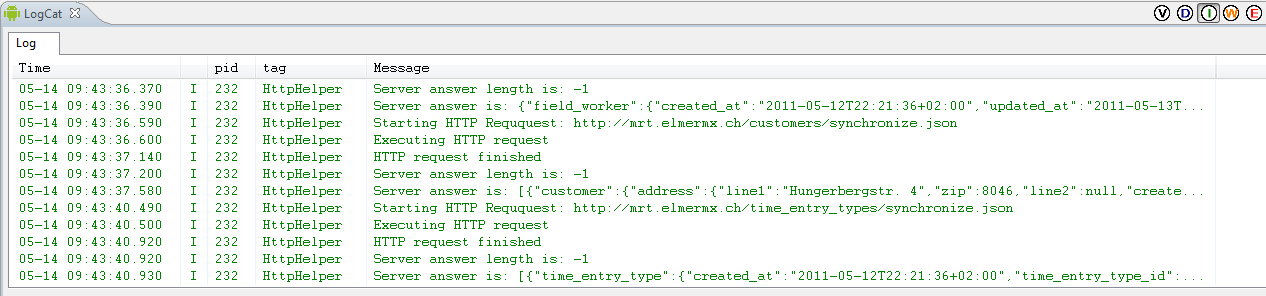 LogCat V D I W E
Log
Time pid tag Message
05-14 09:43:36.370 I 232 HttpHelper Server answer length is: -1
05-14 09:43:36.390 I 232 HttpHelper Server answer is: {"field_worker":{"created_at":"2011-05-12T22:21:36+02:00","updated_at":"2011-05-13T...
05-14 09:43:36.590 I 232 HttpHelper Starting HTTP Reququest: http://mrt.elmermx.ch/customers/synchronize.json
05-14 09:43:36.600 I 232 HttpHelper Executing HTTP request
05-14 09:43:37.140 I 232 HttpHelper HTTP request finished
05-14 09:43:37.200 I 232 HttpHelper Server answer length is: -1
05-14 09:43:37.580 I 232 HttpHelper Server answer is: [{"customer":{"address":{"line1":"Hungerbergstr. 4","zip":8046,"line2":null,"create...
05-14 09:43:40.490 I 232 HttpHelper Starting HTTP Reququest: http://mrt.elmermx.ch/time_entry_types/synchronize.json
05-14 09:43:40.500 I 232 HttpHelper Executing HTTP request
05-14 09:43:40.920 I 232 HttpHelper HTTP request finished
05-14 09:43:40.920 I 232 HttpHelper Server answer length is: -1
05-14 09:43:40.930 I 232 HttpHelper Server answer is: [{"time_entry_type":{"created_at":"2011-05-12T22:21:36+02:00","time_entry_type_id":...